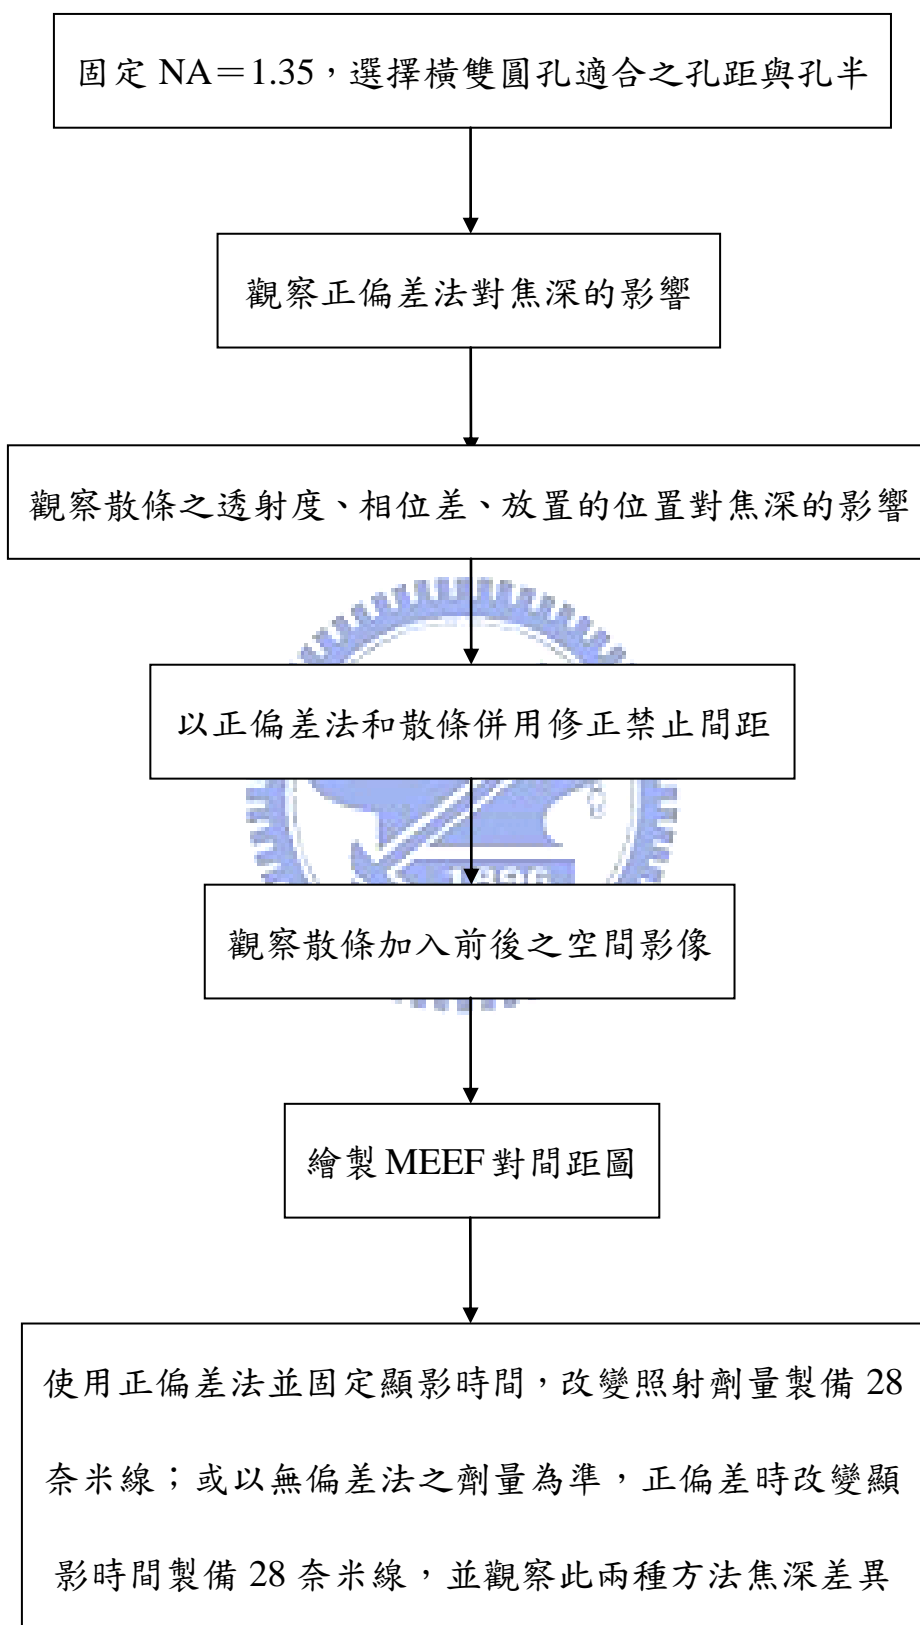 固定 NA＝1.35，選擇橫雙圓孔適合之孔距與孔半
觀察正偏差法對焦深的影響
觀察散條之透射度、相位差、放置的位置對焦深的影響
以正偏差法和散條併用修正禁止間距
觀察散條加入前後之空間影像
繪製 MEEF 對間距圖
使用正偏差法並固定顯影時間，改變照射劑量製備 28
奈米線；或以無偏差法之劑量為準，正偏差時改變顯
影時間製備 28 奈米線，並觀察此兩種方法焦深差異